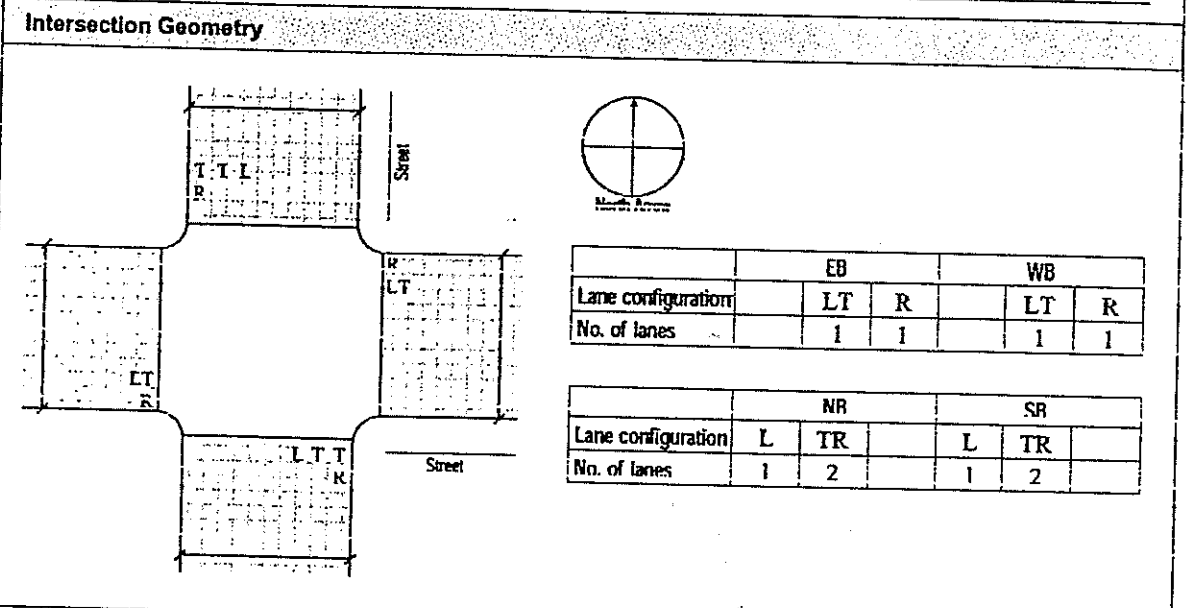 Intersection Geometry
T T L
R
Street
North Arrow
R
LT
LT
R
L T T
R
Street
EB WB
Lane configuration LT R LT R
No. of lanes 1 1 1 1
NB SB
Lane configuration L TR L TR
No. of lanes 1 2 1 2